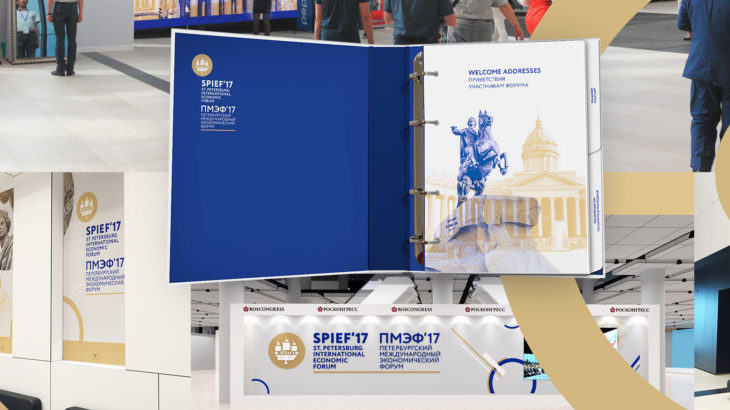 SPIEF'17
ST. PETERSBURG
INTERNATIONAL
ECONOMIC
FORUM
ПМЭФ'17
ПЕТЕРБУРГСКИЙ
МЕЖДУНАРОДНЫЙ
ЭКОНОМИЧЕСКИЙ
ФОРУМ
WELCOME ADDRESSES
ПРИВЕТСТВИЯ
УЧАСТНИКАМ ФОРУМА
SPIEF'17
ST. PETERSBURG
INTERNATIONAL
ECONOMIC
FORUM
ПМЭФ'17
ПЕТЕРБУРГСКИЙ
МЕЖДУНАРОДНЫЙ
ЭКОНОМИЧЕСКИЙ
ФОРУМ
ROSCONGRESS РОСКОНГРЕСС ROSCONGRESS РОСКОНГРЕСС
SPIEF'17
ST. PETERSBURG
INTERNATIONAL
ECONOMIC
FORUM
ПМЭФ'17
ПЕТЕРБУРГСКИЙ
МЕЖДУНАРОДНЫЙ
ЭКОНОМИЧЕСКИЙ
ФОРУМ